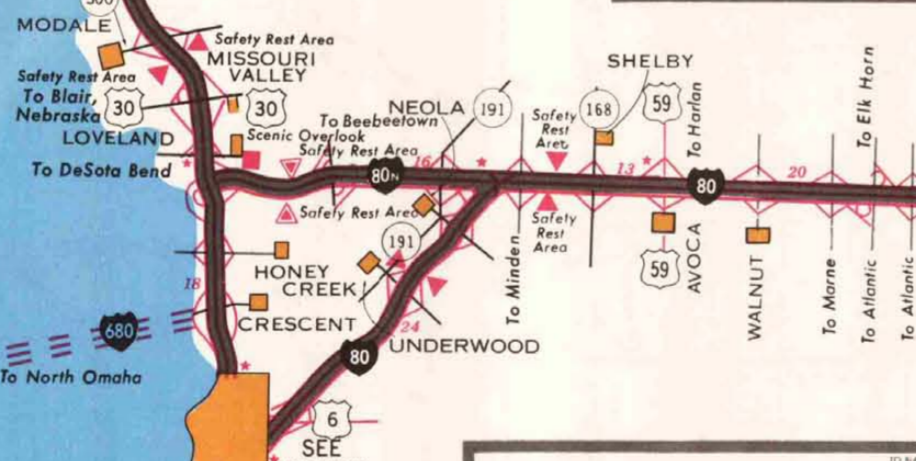 MODALE
Safety Rest Area
MISSOURI
VALLEY
Safety Rest Area
To Blair,
Nebraska
30
30
LOVELAND
Scenic Overlook
To Beebeetown
Safety Rest Area
To DeSota Bend
NEOLA
191
16
80N
Safety
Rest
Area
168
SHELBY
59
To Harlan
13
80
20
To Elk Horn
Safety Rest Area
191
Safety
Rest
Area
To Minden
59
AVOCA
WALNUT
To Marne
To Atlantic
To Atlantic
HONEY
CREEK
18
CRESCENT
680
To North Omaha
24
UNDERWOOD
80
6
SEE